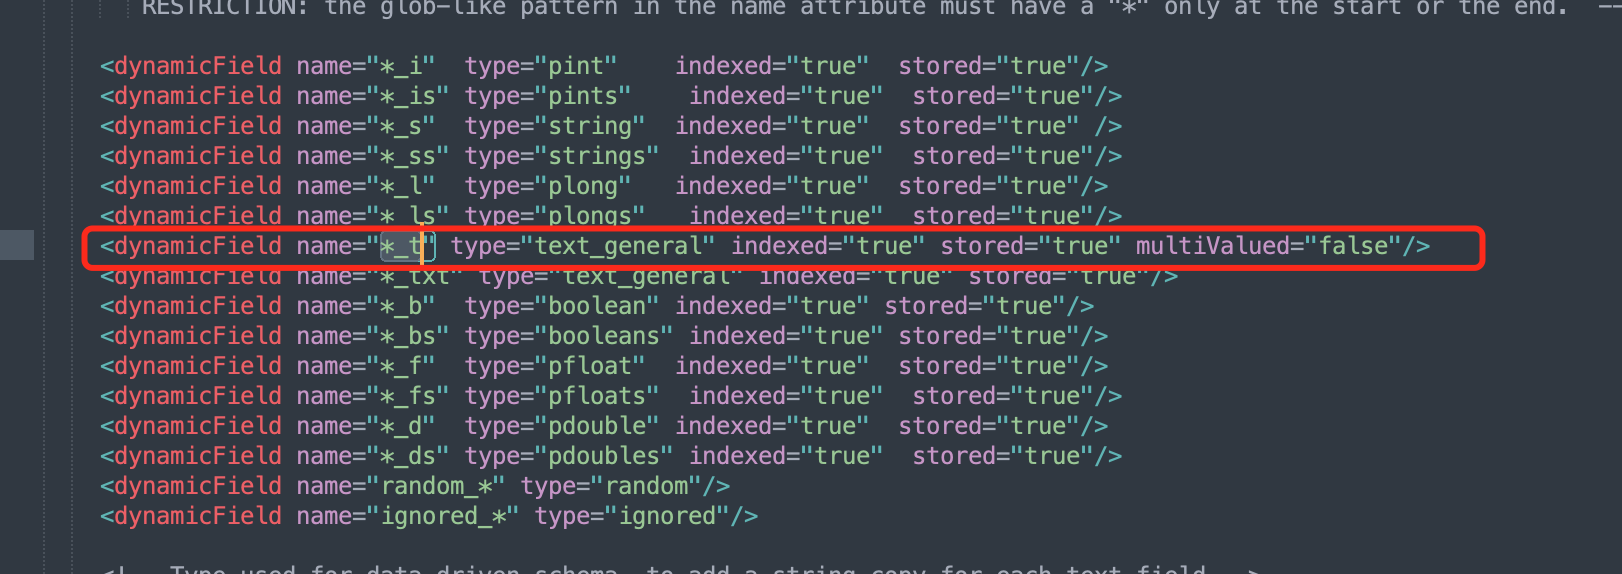 RESTRICTION: the glob-like pattern in the name attribute must have a "*" only at the start or the end. --
<dynamicField name="*_i"  type="pint"    indexed="true"  stored="true"/>
<dynamicField name="*_is" type="pints"    indexed="true"  stored="true"/>
<dynamicField name="*_s"  type="string"  indexed="true"  stored="true" />
<dynamicField name="*_ss" type="strings"  indexed="true"  stored="true"/>
<dynamicField name="*_l"  type="plong"   indexed="true"  stored="true"/>
<dynamicField name="*_ls" type="plongs"   indexed="true"  stored="true"/>
<dynamicField name="*_t" type="text_general" indexed="true" stored="true" multiValued="false"/>
<dynamicField name="*_txt" type="text_general" indexed="true" stored="true"/>
<dynamicField name="*_b"  type="boolean" indexed="true" stored="true"/>
<dynamicField name="*_bs" type="booleans" indexed="true" stored="true"/>
<dynamicField name="*_f"  type="pfloat"  indexed="true"  stored="true"/>
<dynamicField name="*_fs" type="pfloats"  indexed="true"  stored="true"/>
<dynamicField name="*_d"  type="pdouble" indexed="true"  stored="true"/>
<dynamicField name="*_ds" type="pdoubles" indexed="true"  stored="true"/>
<dynamicField name="random_*" type="random"/>
<dynamicField name="ignored_*" type="ignored"/>
<!-- Type used for data-driven schema, to add a string copy for each text field -->